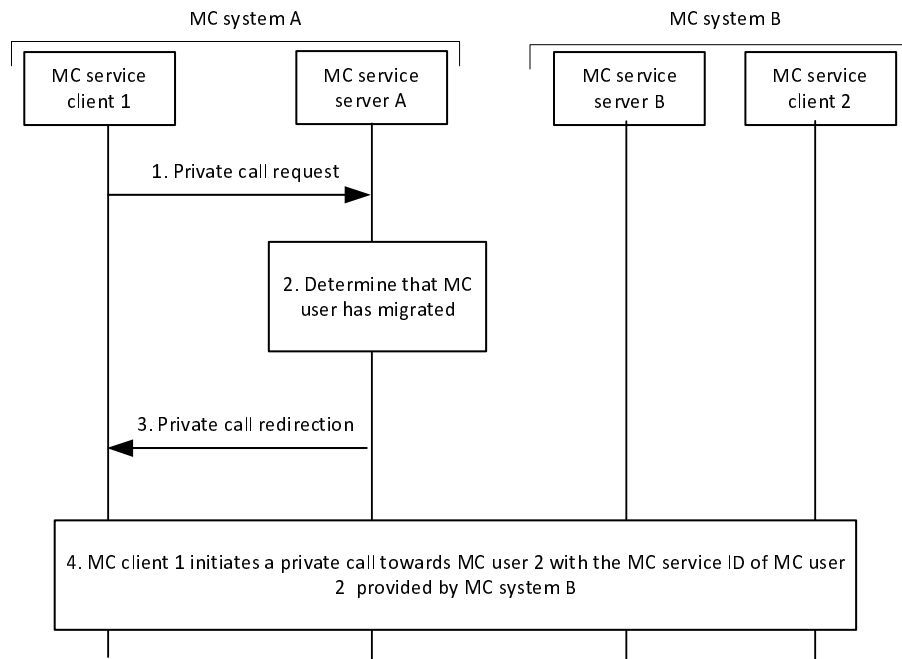 MC system A
MC system B
MC service
client 1
MC service
server A
MC service
server B
MC service
client 2
1. Private call request
2. Determine that MC
user has migrated
3. Private call redirection
4. MC client 1 initiates a private call towards MC user 2 with the MC service ID of MC user
2 provided by MC system B